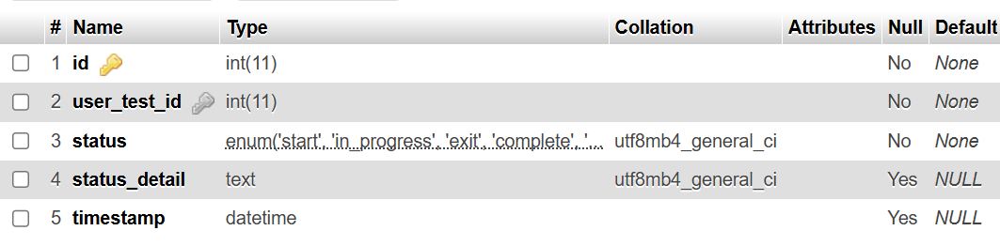 # Name Type Collation Attributes Null Default
1 id int(11) No None
2 user_test_id int(11) No None
3 status enum('start', 'in_progress', 'exit', 'complete', '... utf8mb4_general_ci No None
4 status_detail text utf8mb4_general_ci Yes NULL
5 timestamp datetime Yes NULL